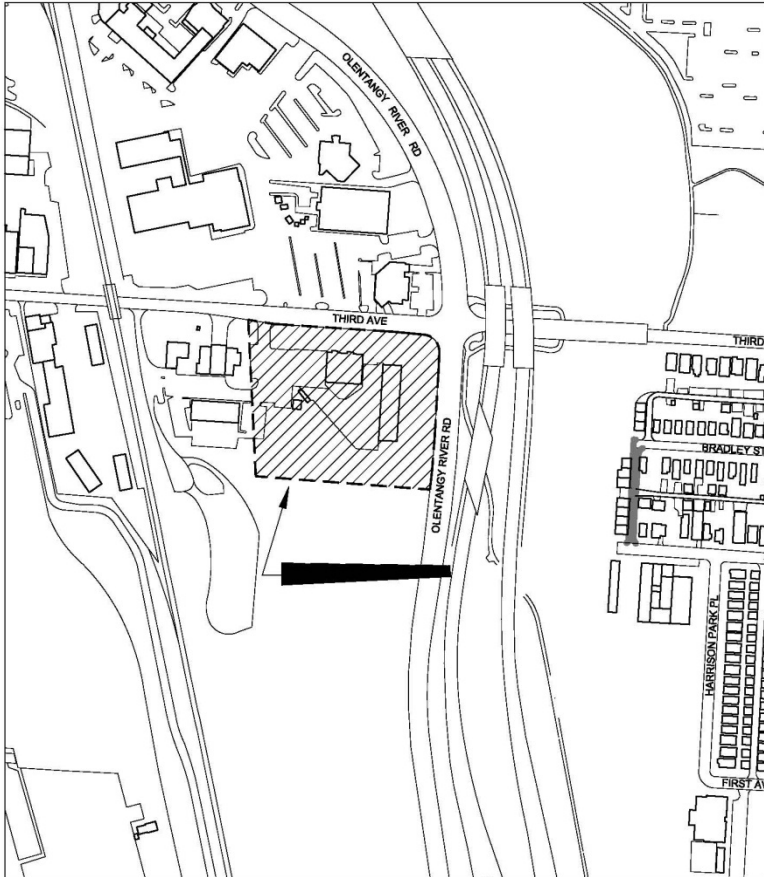 OLENTANGY RIVER RD
THIRD AVE
THIRD
BRADLEY ST
OLENTANGY RIVER RD
HARRISON PARK PL
FIRST AV